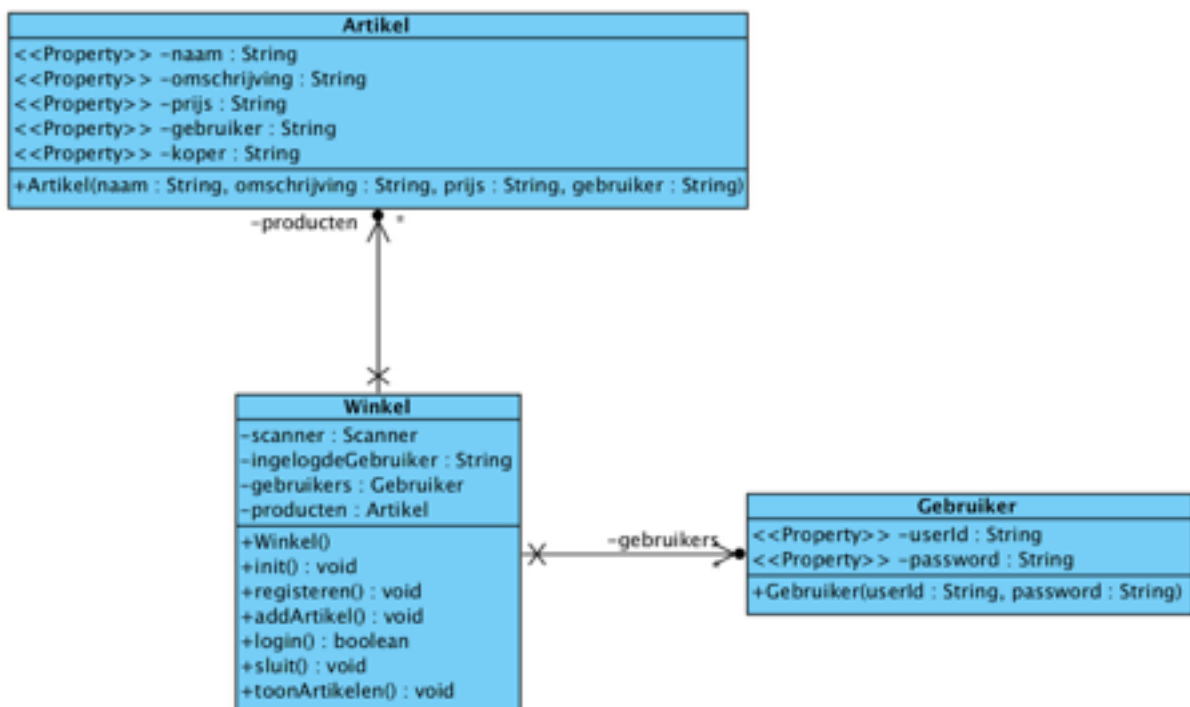 Artikel
<<Property>> -naam : String
<<Property>> -omschrijving : String
<<Property>> -prijs : String
<<Property>> -gebruiker : String
<<Property>> -koper : String
+Artikel(naam : String, omschrijving : String, prijs : String, gebruiker : String)
-producten *
Winkel
-scanner : Scanner
-ingelogdeGebruiker : String
-gebruikers : Gebruiker
-producten : Artikel
+Winkel()
+init() : void
+registeren() : void
+addArtikel() : void
+login() : boolean
+sluit() : void
+toonArtikelen() : void
-gebruikers *
Gebruiker
<<Property>> -userId : String
<<Property>> -password : String
+Gebruiker(userId : String, password : String)